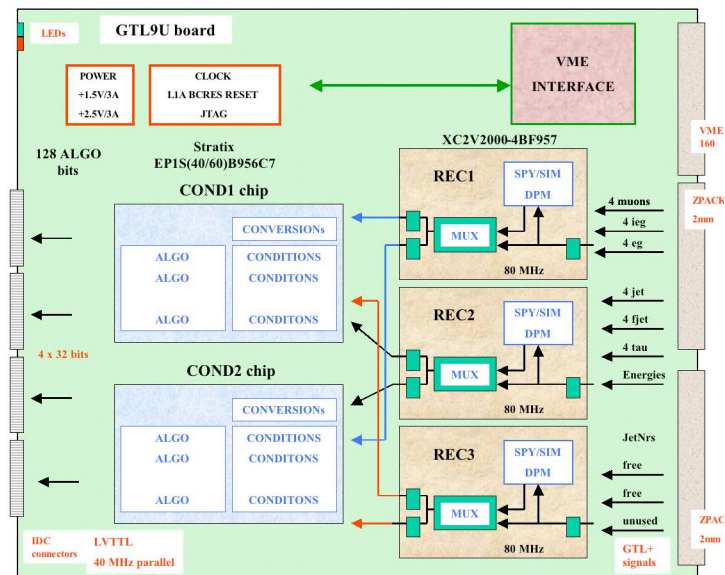 LEDs
GTL9U board
POWER
+1.5V/3A
+2.5V/3A
CLOCK
L1A BCRES RESET
JTAG
VME
INTERFACE
VME
160
128 ALGO
bits
Stratix
EP1S(40/60)B956C7
XC2V2000-4BF957
COND1 chip
CONVERSIONs
ALGO
CONDITIONS
ALGO
CONDITONS
ALGO
CONDITONS
REC1
SPY/SIM
DPM
MUX
80 MHz
4 muons
4 ieg
4 eg
ZPACK
2mm
REC2
SPY/SIM
DPM
MUX
80 MHz
4 jet
4 fjet
4 tau
Energies
4 x 32 bits
COND2 chip
CONVERSIONs
ALGO
CONDITIONS
ALGO
CONDITONS
ALGO
CONDITONS
REC3
SPY/SIM
DPM
MUX
80 MHz
JetNrs
free
free
unused
ZPAC
2mm
IDC
connectors
LVTTL
40 MHz parallel
GTL+
signals